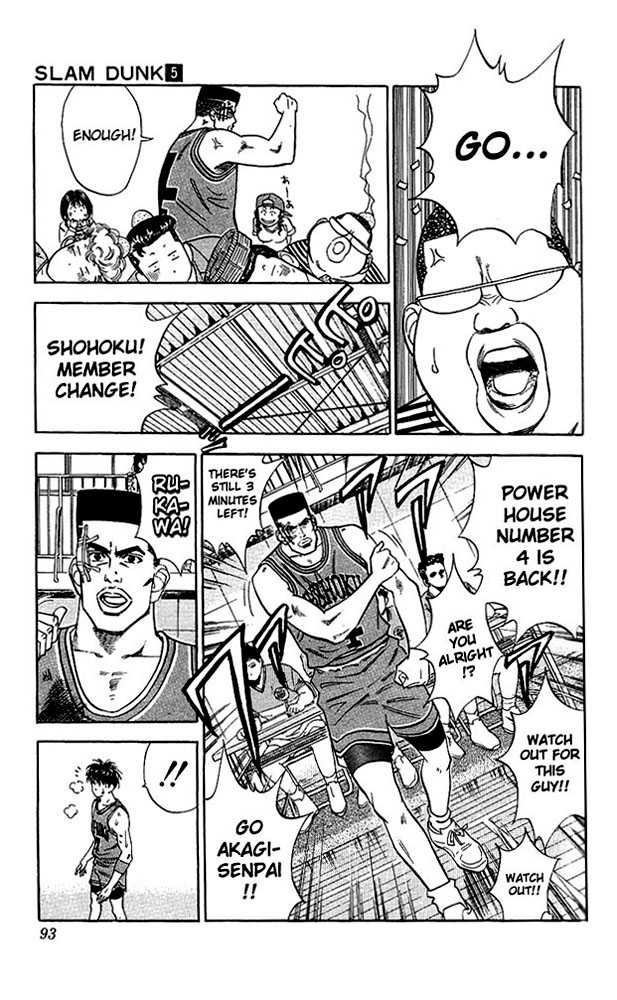 SLAM DUNK 5
GO...
ENOUGH!
SHOHOKU!
MEMBER
CHANGE!
POWER
HOUSE
NUMBER
4 IS
BACK!!
THERE'S
STILL 3
MINUTES
LEFT!
ARE
YOU
ALRIGHT
!?
WATCH
OUT FOR
THIS
GUY!!
WATCH
OUT!!
GO
AKAGI-
SENPAI
!!
RU-
KA-
WA!
!!
93